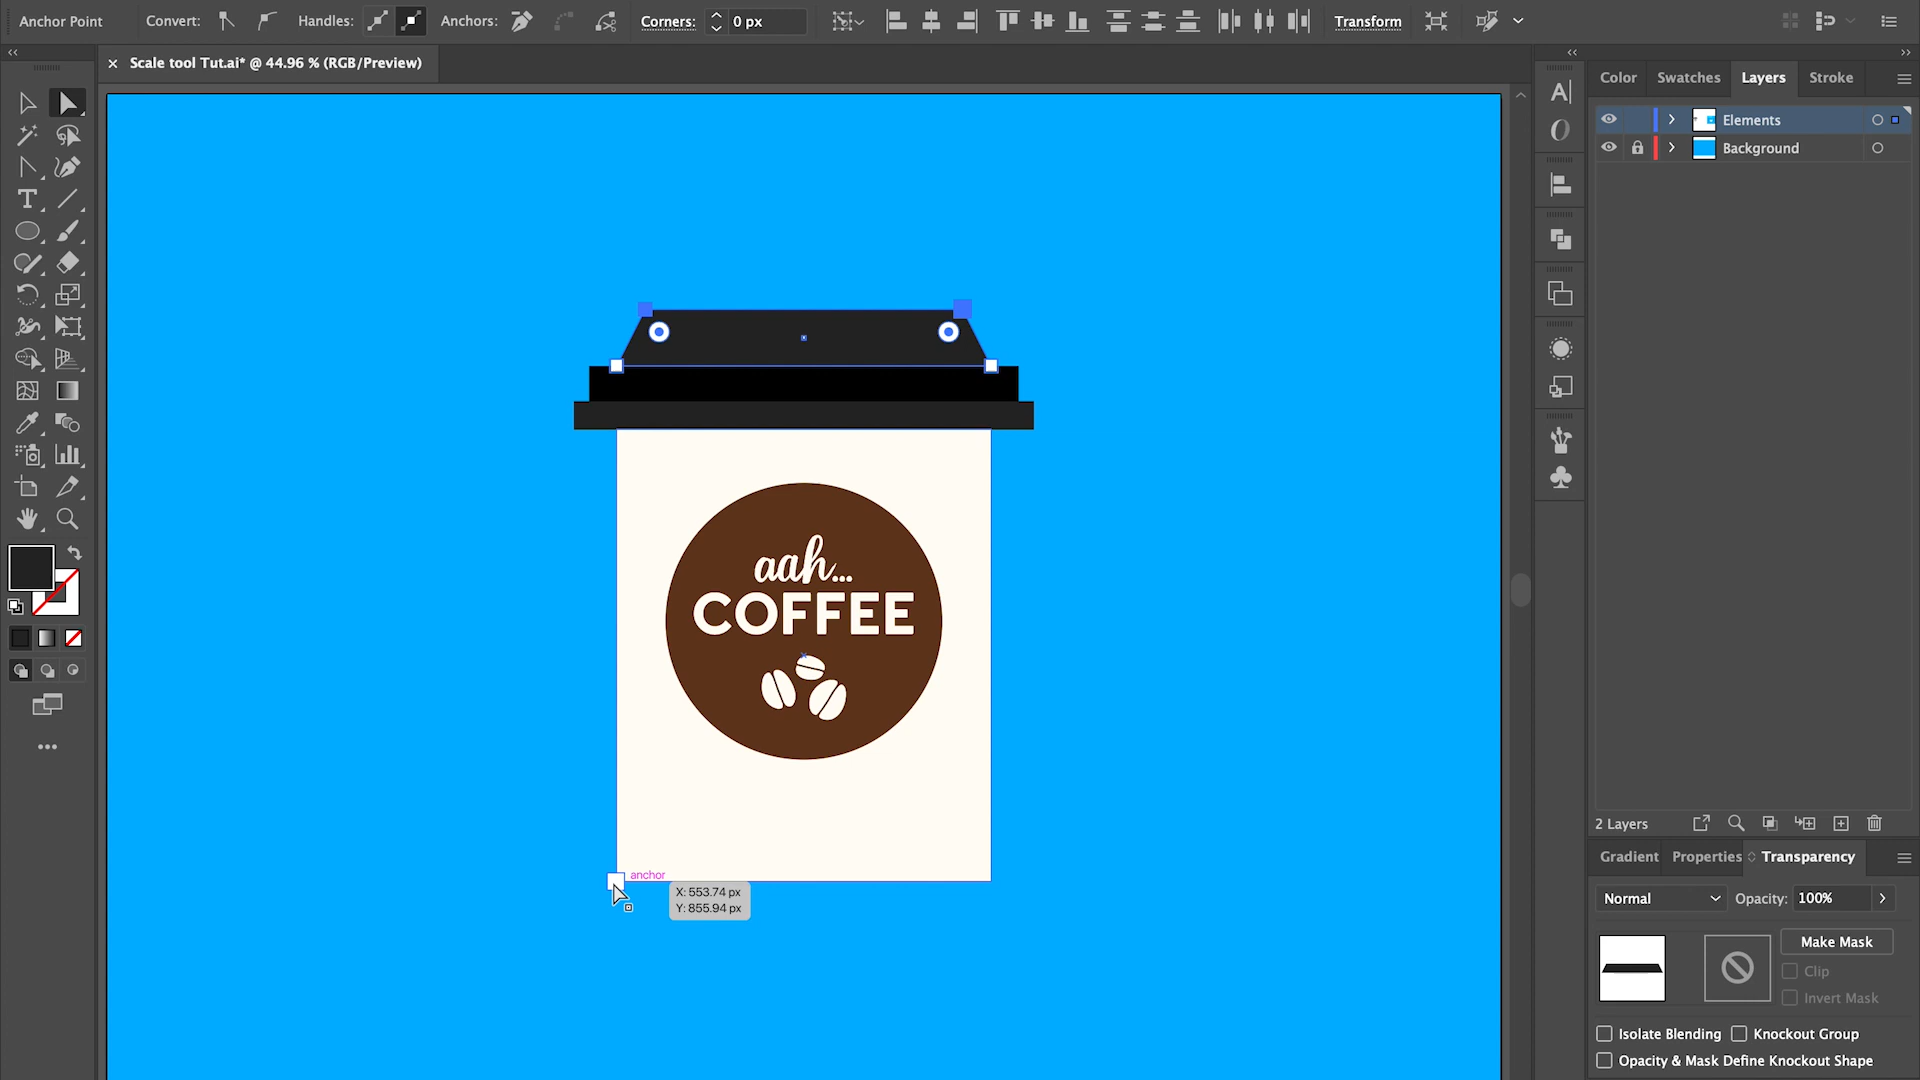 Anchor Point Convert: Handles: Anchors: Corners: 0 px Transform
Scale tool Tut.ai* @ 44.96 % (RGB/Preview)
Color Swatches Layers Stroke
Elements
Background
aah...
COFFEE
anchor
X: 553.74 px
Y: 855.94 px
2 Layers
Gradient Properties Transparency
Normal Opacity: 100%
Make Mask
Clip
Invert Mask
Isolate Blending Knockout Group
Opacity & Mask Define Knockout Shape